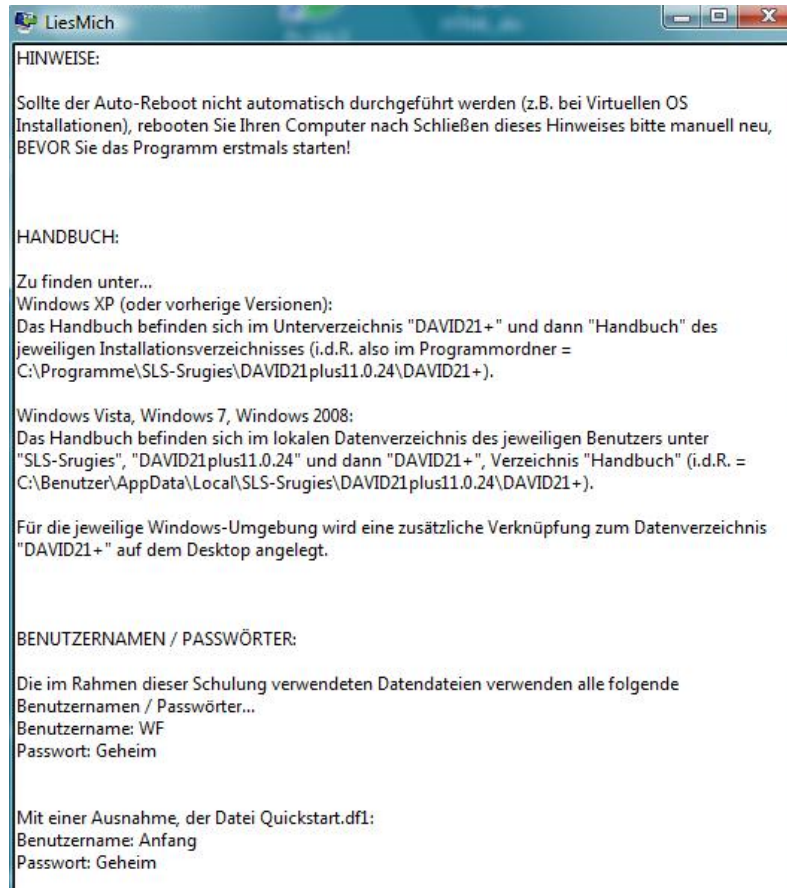 LiesMich
HINWEISE:
Sollte der Auto-Reboot nicht automatisch durchgeführt werden (z.B. bei Virtuellen OS
Installationen), rebooten Sie Ihren Computer nach Schließen dieses Hinweises bitte manuell neu,
BEVOR Sie das Programm erstmals starten!
HANDBUCH:
Zu finden unter...
Windows XP (oder vorherige Versionen):
Das Handbuch befinden sich im Unterverzeichnis "DAVID21+" und dann "Handbuch" des
jeweiligen Installationsverzeichnisses (i.d.R. also im Programmordner =
C:\Programme\SLS-Srugies\DAVID21plus11.0.24\DAVID21+).
Windows Vista, Windows 7, Windows 2008:
Das Handbuch befinden sich im lokalen Datenverzeichnis des jeweiligen Benutzers unter
"SLS-Srugies", "DAVID21plus11.0.24" und dann "DAVID21+", Verzeichnis "Handbuch" (i.d.R. =
C:\Benutzer\AppData\Local\SLS-Srugies\DAVID21plus11.0.24\DAVID21+).
Für die jeweilige Windows-Umgebung wird eine zusätzliche Verknüpfung zum Datenverzeichnis
"DAVID21+" auf dem Desktop angelegt.
BENUTZERNAMEN / PASSWÖRTER:
Die im Rahmen dieser Schulung verwendeten Datendateien verwenden alle folgende
Benutzernamen / Passwörter...
Benutzername: WF
Passwort: Geheim
Mit einer Ausnahme, der Datei Quickstart.df1:
Benutzername: Anfang
Passwort: Geheim